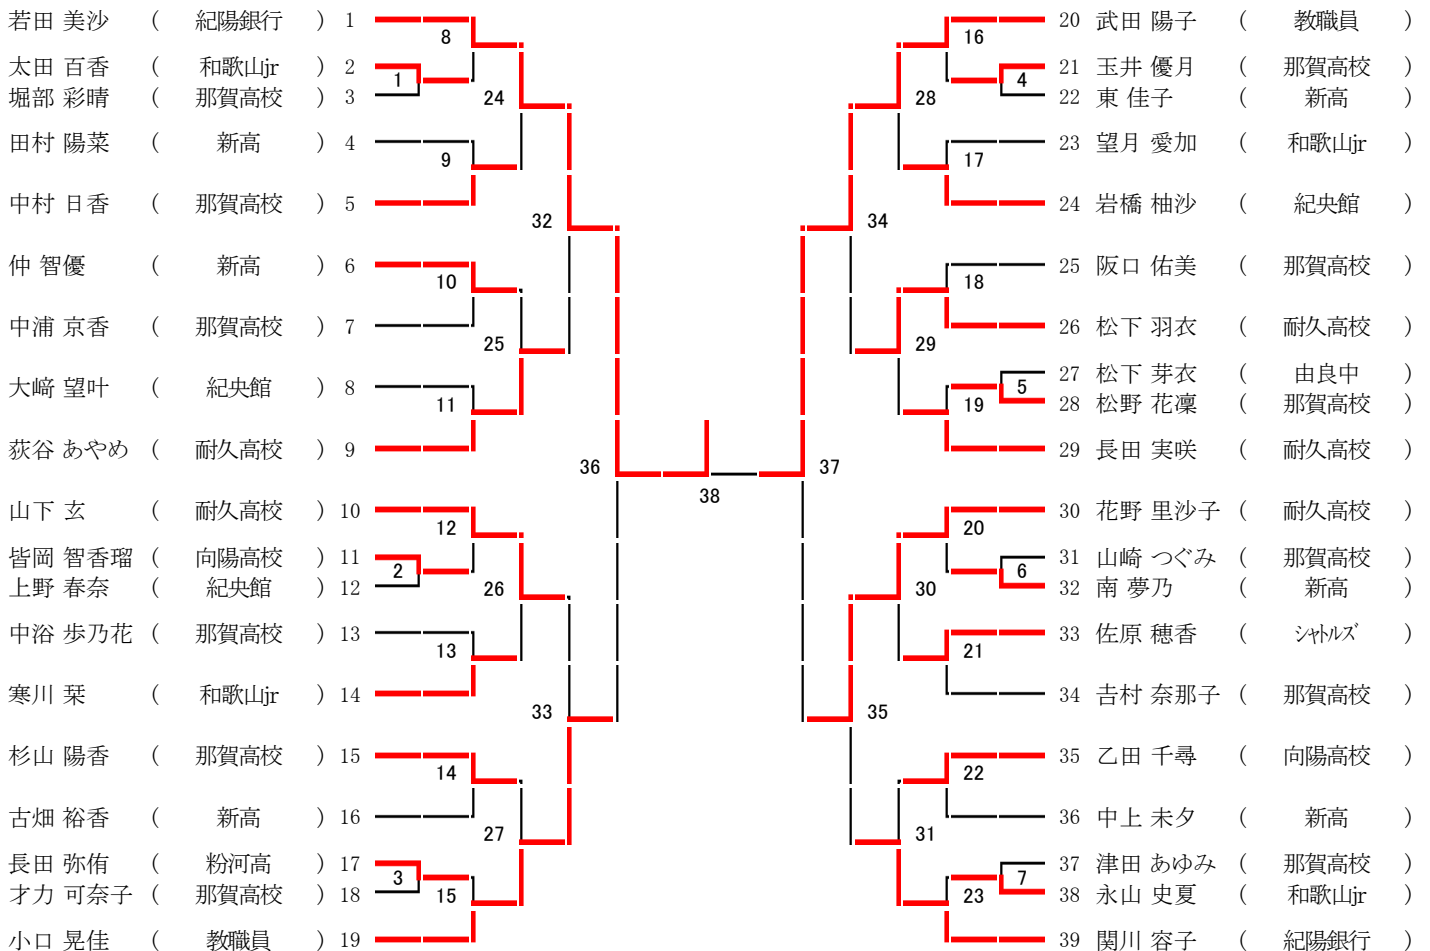 若田 美沙 ( 紀陽銀行 ) 1
太田 百香 ( 和歌山jr ) 2
堀部 彩晴 ( 那賀高校 ) 3
田村 陽菜 ( 新高 ) 4
中村 日香 ( 那賀高校 ) 5
仲 智優 ( 新高 ) 6
中浦 京香 ( 那賀高校 ) 7
大﨑 望叶 ( 紀央館 ) 8
荻谷 あやめ ( 耐久高校 ) 9
山下 玄 ( 耐久高校 ) 10
皆岡 智香瑠 ( 向陽高校 ) 11
上野 春奈 ( 紀央館 ) 12
中浴 歩乃花 ( 那賀高校 ) 13
寒川 栞 ( 和歌山jr ) 14
杉山 陽香 ( 那賀高校 ) 15
古畑 裕香 ( 新高 ) 16
長田 弥侑 ( 粉河高 ) 17
才力 可奈子 ( 那賀高校 ) 18
小口 晃佳 ( 教職員 ) 19
1
2
3
8
9
10
11
12
13
14
15
24
25
26
27
32
33
36
38
37
34
35
28
29
30
31
16
17
18
19
20
21
22
23
4
5
6
7
20 武田 陽子 ( 教職員 )
21 玉井 優月 ( 那賀高校 )
22 東 佳子 ( 新高 )
23 望月 愛加 ( 和歌山jr )
24 岩橋 柚沙 ( 紀央館 )
25 阪口 佑美 ( 那賀高校 )
26 松下 羽衣 ( 耐久高校 )
27 松下 芽衣 ( 由良中 )
28 松野 花凜 ( 那賀高校 )
29 長田 実咲 ( 耐久高校 )
30 花野 里沙子 ( 耐久高校 )
31 山崎 つぐみ ( 那賀高校 )
32 南 夢乃 ( 新高 )
33 佐原 穂香 ( シャトルズ )
34 吉村 奈那子 ( 那賀高校 )
35 乙田 千尋 ( 向陽高校 )
36 中上 未夕 ( 新高 )
37 津田 あゆみ ( 那賀高校 )
38 永山 史夏 ( 和歌山jr )
39 関川 容子 ( 紀陽銀行 )